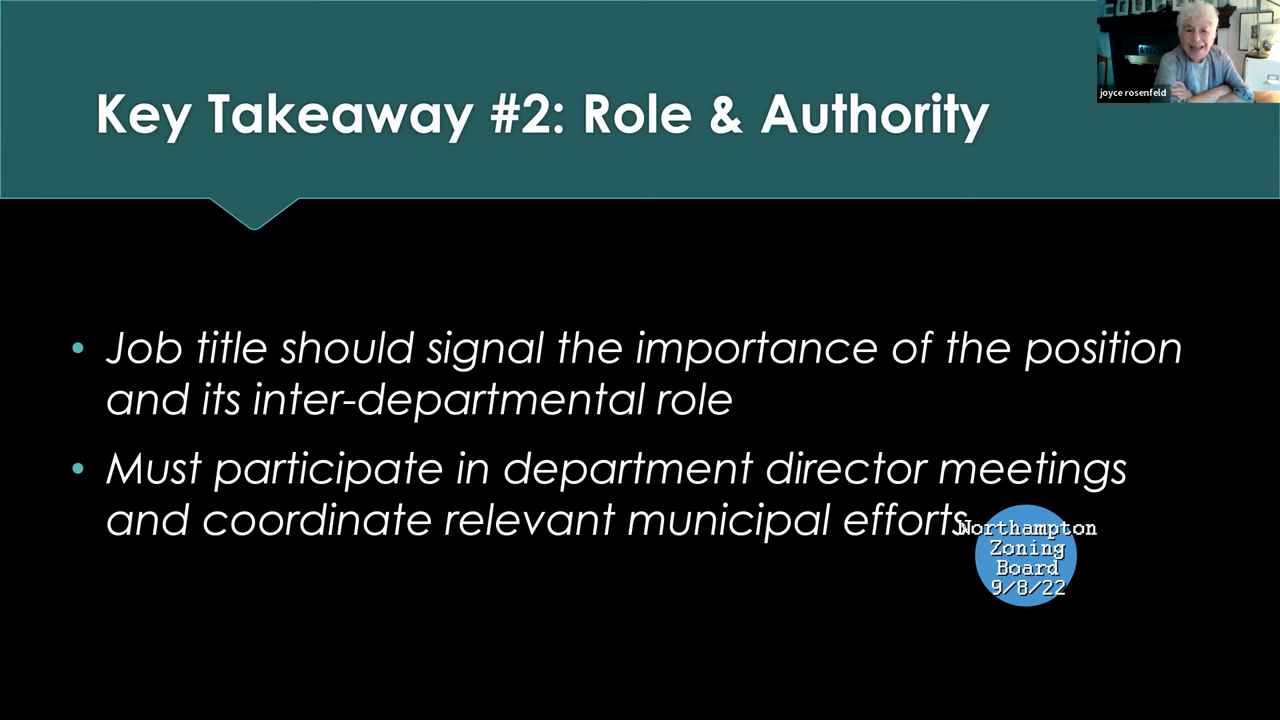 Key Takeaway #2: Role & Authority
joyce rosenfeld
• Job title should signal the importance of the position
and its inter-departmental role
• Must participate in department director meetings
and coordinate relevant municipal efforts
Northampton
Zoning
Board
9/8/22